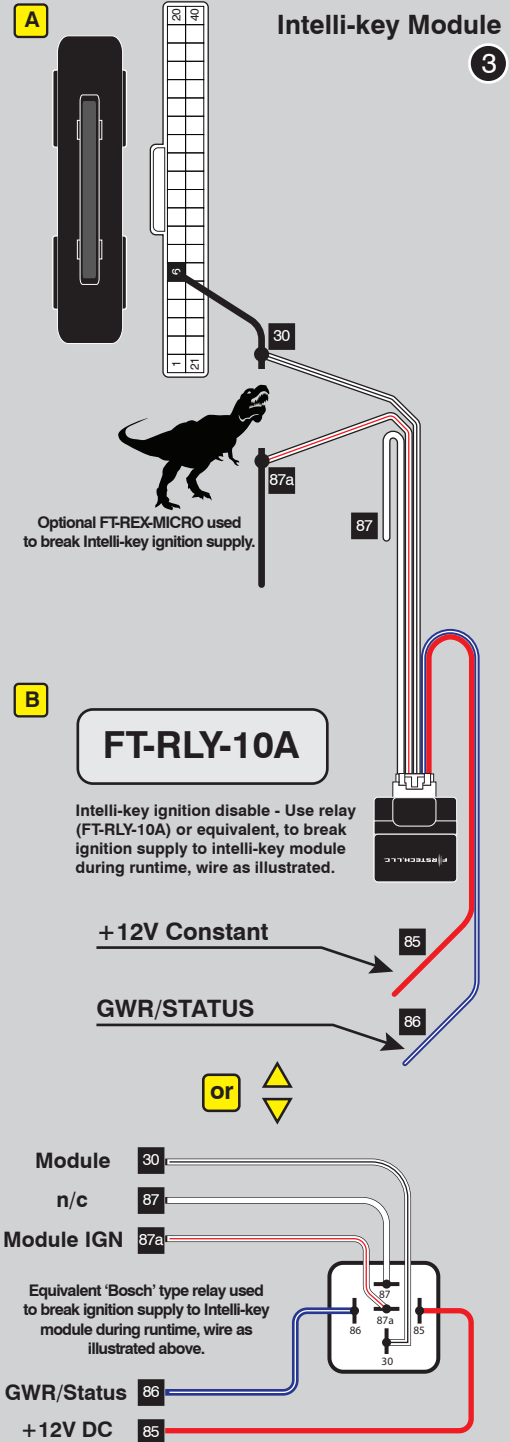 A
Intelli-key Module
3
20 40
6
1 21
30
87a
87
Optional FT-REX-MICRO used
to break Intelli-key ignition supply.
B
FT-RLY-10A
Intelli-key ignition disable - Use relay
(FT-RLY-10A) or equivalent, to break
ignition supply to intelli-key module
during runtime, wire as illustrated.
FIRSTECH,LLC
+12V Constant
85
GWR/STATUS
86
or
Module 30
n/c 87
Module IGN 87a
Equivalent ‘Bosch’ type relay used
to break ignition supply to Intelli-key
module during runtime, wire as
illustrated above.
87
86 87a 85
30
GWR/Status 86
+12V DC 85